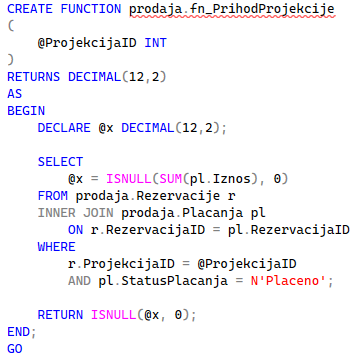 CREATE FUNCTION prodaja.fn_PrihodProjekcije
(
    @ProjekcijaID INT
)
RETURNS DECIMAL(12,2)
AS
BEGIN
    DECLARE @x DECIMAL(12,2);

    SELECT
        @x = ISNULL(SUM(pl.Iznos), 0)
    FROM prodaja.Rezervacije r
    INNER JOIN prodaja.Placanja pl
        ON r.RezervacijaID = pl.RezervacijaID
    WHERE
        r.ProjekcijaID = @ProjekcijaID
        AND pl.StatusPlacanja = N'Placeno';

    RETURN ISNULL(@x, 0);
END;
GO